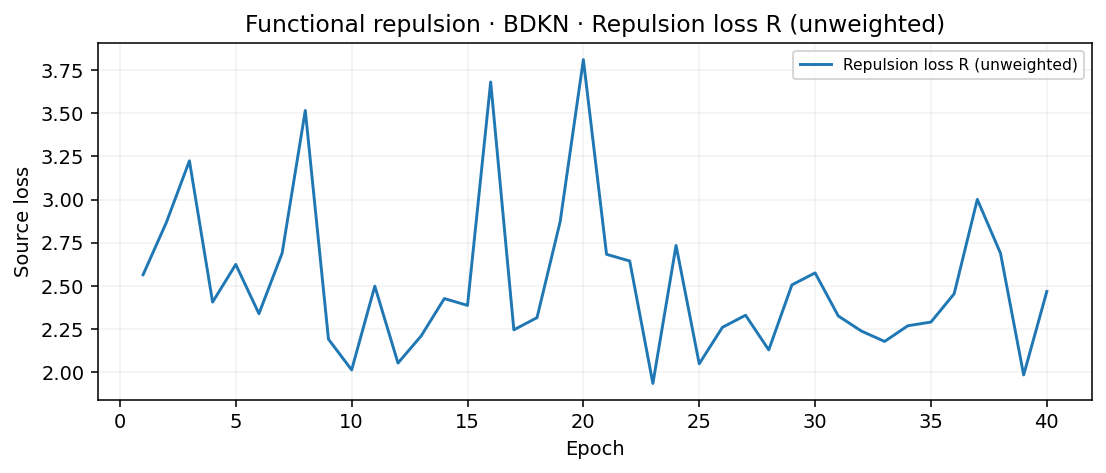 Functional repulsion · BDKN · Repulsion loss R (unweighted)
Repulsion loss R (unweighted)
Source loss
3.75
3.50
3.25
3.00
2.75
2.50
2.25
2.00
0 5 10 15 20 25 30 35 40
Epoch